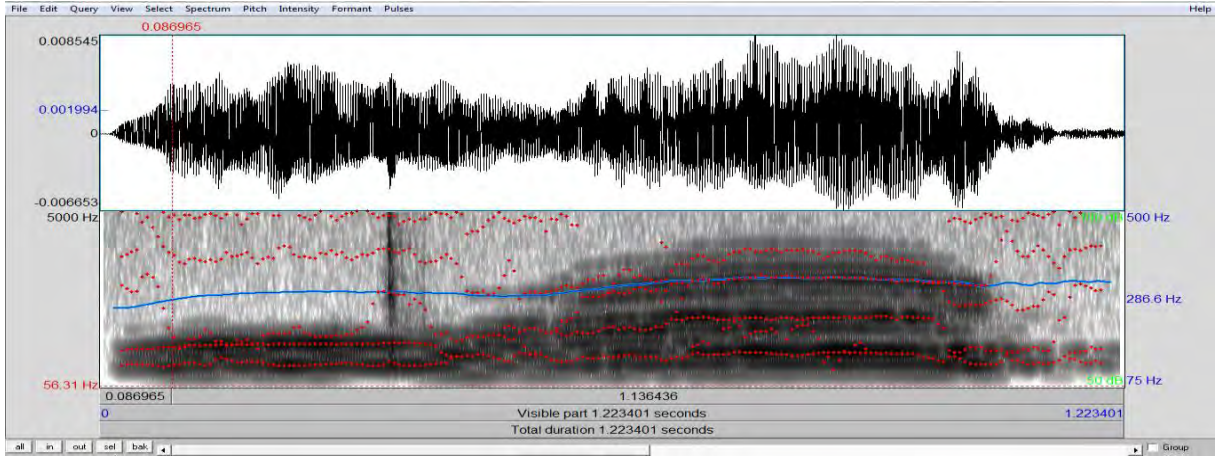 File Edit Query View Select Spectrum Pitch Intensity Formant Pulses Help
0.086965
0.008545
0.001994
0
-0.006653
5000 Hz 500 Hz
286.6 Hz
56.31 Hz 75 Hz
0.086965 1.136436
0 Visible part 1.223401 seconds 1.223401
Total duration 1.223401 seconds
all in out sel bak Group